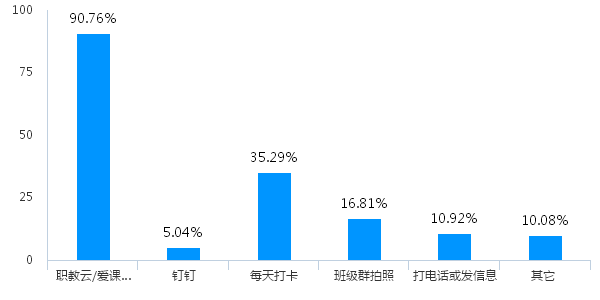 100
90.76%
75
50
35.29%
25
16.81%
10.92%
10.08%
5.04%
0
职教云/爱课...
钉钉
每天打卡
班级群拍照
打电话或发信息
其它